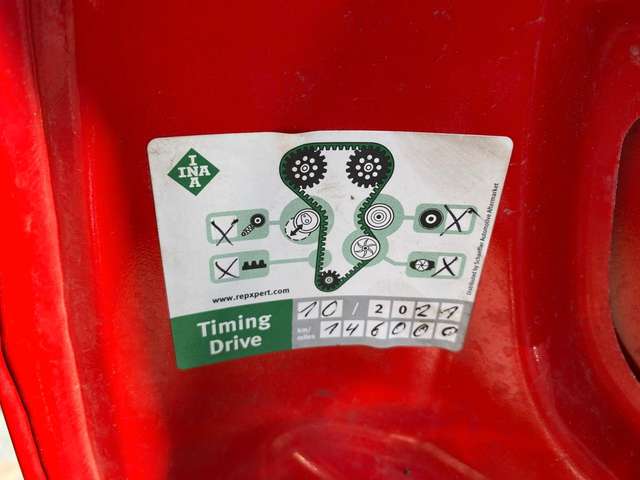 I
INA
A
www.repxpert.com
Distributed by Schaeffler Automotive Aftermarket
Timing
Drive
10 / 2021
km/
miles
146000